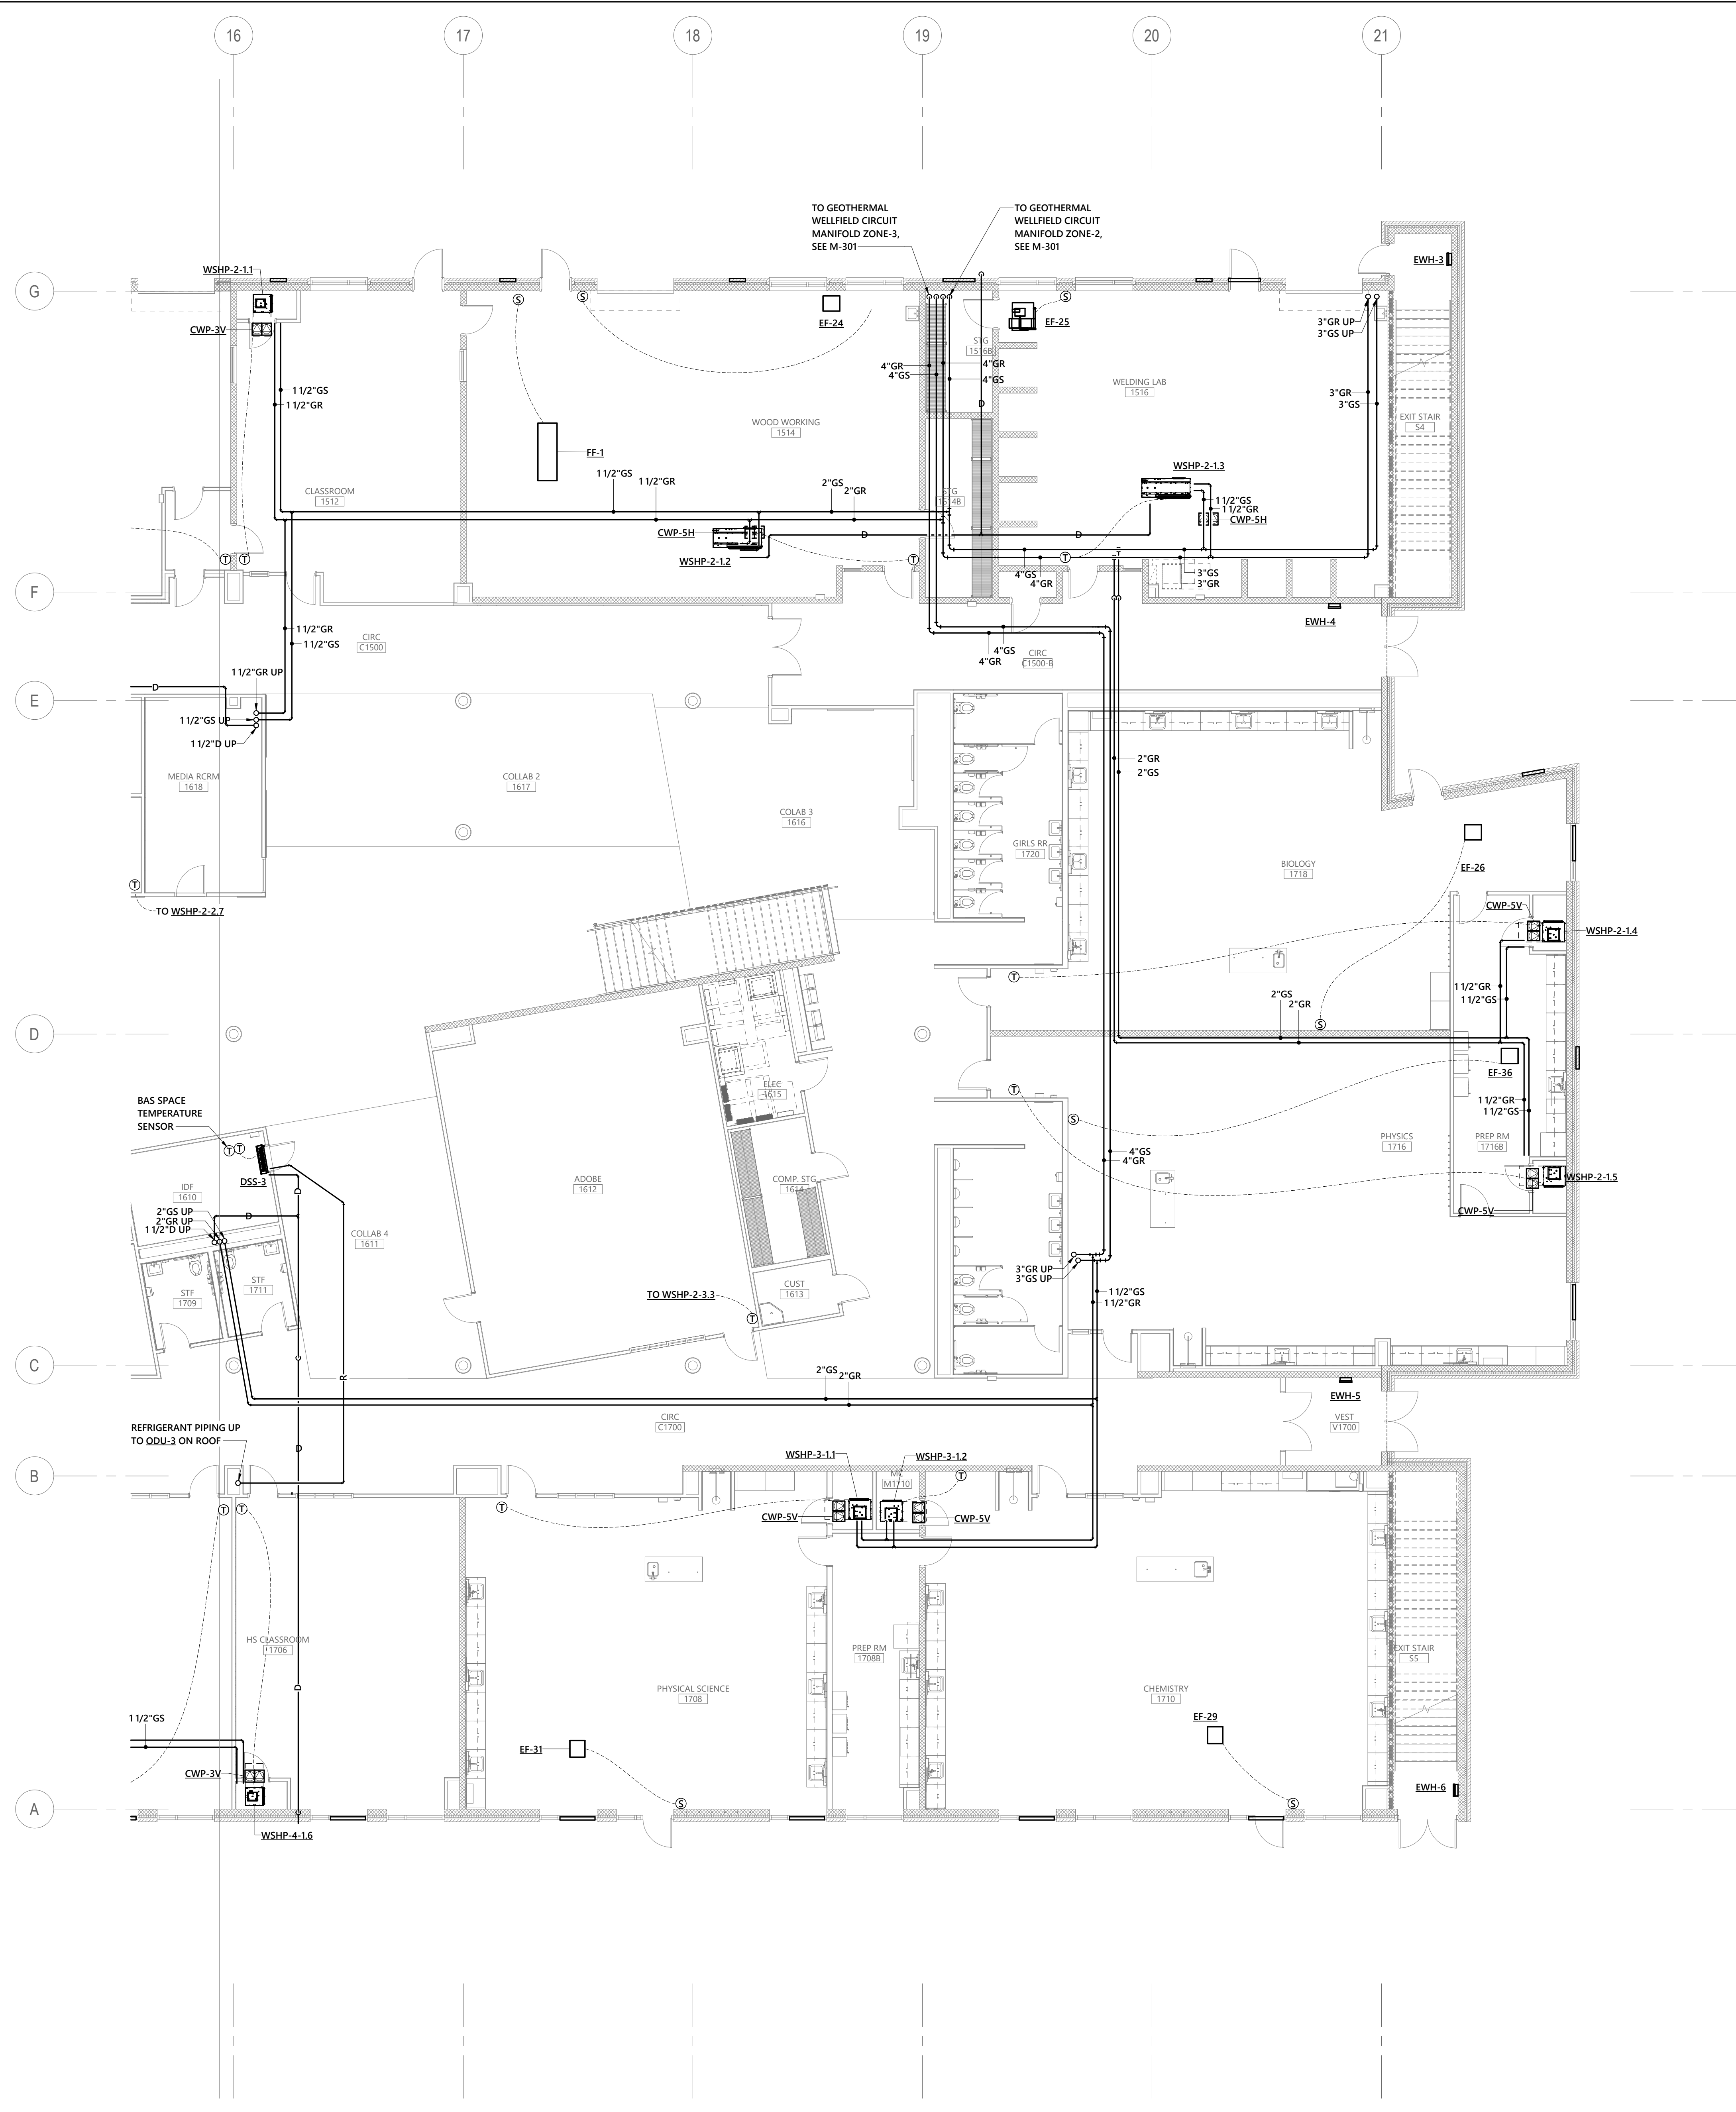 16
17
18
19
20
21
TO GEOTHERMAL
WELLFIELD CIRCUIT
MANIFOLD ZONE-3,
SEE M-301
TO GEOTHERMAL
WELLFIELD CIRCUIT
MANIFOLD ZONE-2,
SEE M-301
EWH-3
WSHP-2-1.1
G
S
S
S
CWP-3V
EF-24
EF-25
3"GR UP
3"GS UP
STG
1516B
4"GR
4"GS
4"GR
4"GS
WELDING LAB
1516
1 1/2"GS
1 1/2"GR
3"GR
3"GS
D
EXIT STAIR
S4
WOOD WORKING
1514
FF-1
WSHP-2-1.3
1 1/2"GS
1 1/2"GR
2"GS
2"GR
CLASSROOM
1512
STG
1514B
1 1/2"GS
1 1/2"GR
CWP-5H
CWP-5H
D
D
WSHP-2-1.2
T
T
T
T
4"GS
4"GR
3"GS
3"GR
F
EWH-4
1 1/2"GR
1 1/2"GS
CIRC
C1500
4"GS
4"GR
CIRC
C1500-B
1 1/2"GR UP
D
E
1 1/2"GS UP
1 1/2"D UP
2"GR
2"GS
MEDIA RCRM
1618
COLLAB 2
1617
COLAB 3
1616
GIRLS RR
1720
BIOLOGY
1718
EF-26
T
TO WSHP-2-2.7
CWP-5V
WSHP-2-1.4
T
1 1/2"GR
1 1/2"GS
2"GS
2"GR
S
D
EF-36
ELEC
1615
T
BAS SPACE
TEMPERATURE
SENSOR
1 1/2"GR
1 1/2"GS
S
T
T
PHYSICS
1716
PREP RM
1716B
4"GS
4"GR
DSS-3
IDF
1610
ADOBE
1612
COMP. STG
1614
WSHP-2-1.5
CWP-5V
D
2"GS UP
2"GR UP
1 1/2"D UP
D
COLLAB 4
1611
3"GR UP
3"GS UP
STF
1711
STF
1709
CUST
1613
TO WSHP-2-3.3
T
1 1/2"GS
1 1/2"GR
C
2"GS
2"GR
R
EWH-5
CIRC
C1700
VEST
V1700
REFRIGERANT PIPING UP
TO ODU-3 ON ROOF
D
WSHP-3-1.1
WSHP-3-1.2
B
M1710
T
T
T
T
CWP-5V
CWP-5V
HS CLASSROOM
1706
PREP RM
1708B
EXIT STAIR
S5
PHYSICAL SCIENCE
1708
CHEMISTRY
1710
D
1 1/2"GS
EF-29
EF-31
CWP-3V
EWH-6
S
S
A
WSHP-4-1.6